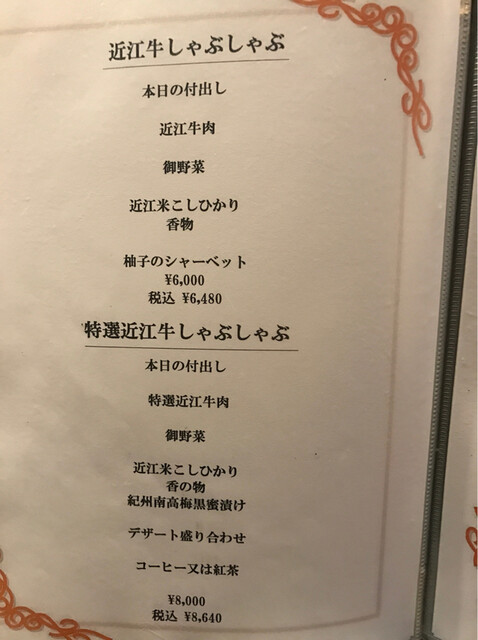 近江牛しゃぶしゃぶ
本日の付出し
近江牛肉
御野菜
近江米こしひかり
香物
柚子のシャーベット
¥6,000
税込 ¥6,480
特選近江牛しゃぶしゃぶ
本日の付出し
特選近江牛肉
御野菜
近江米こしひかり
香の物
紀州南高梅黒蜜漬け
デザート盛り合わせ
コーヒー又は紅茶
¥8,000
税込 ¥8,640